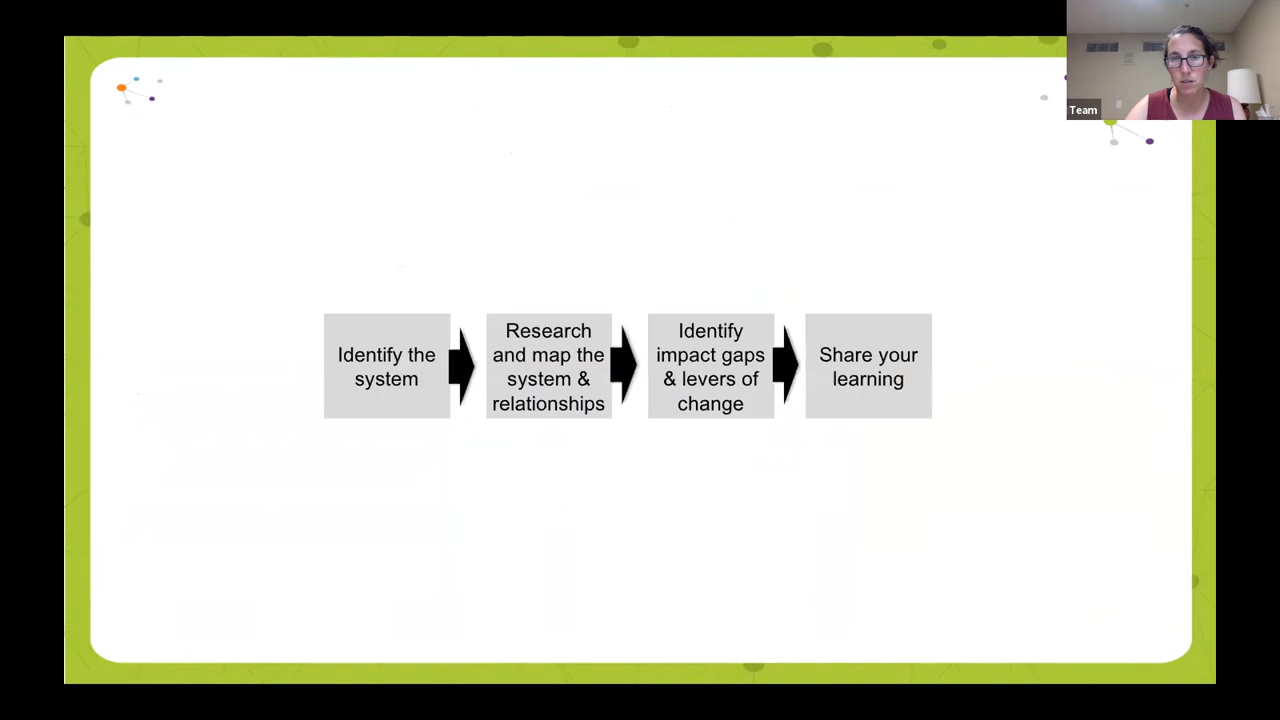 Team
Identify the
system
Research
and map the
system &
relationships
Identify
impact gaps
& levers of
change
Share your
learning